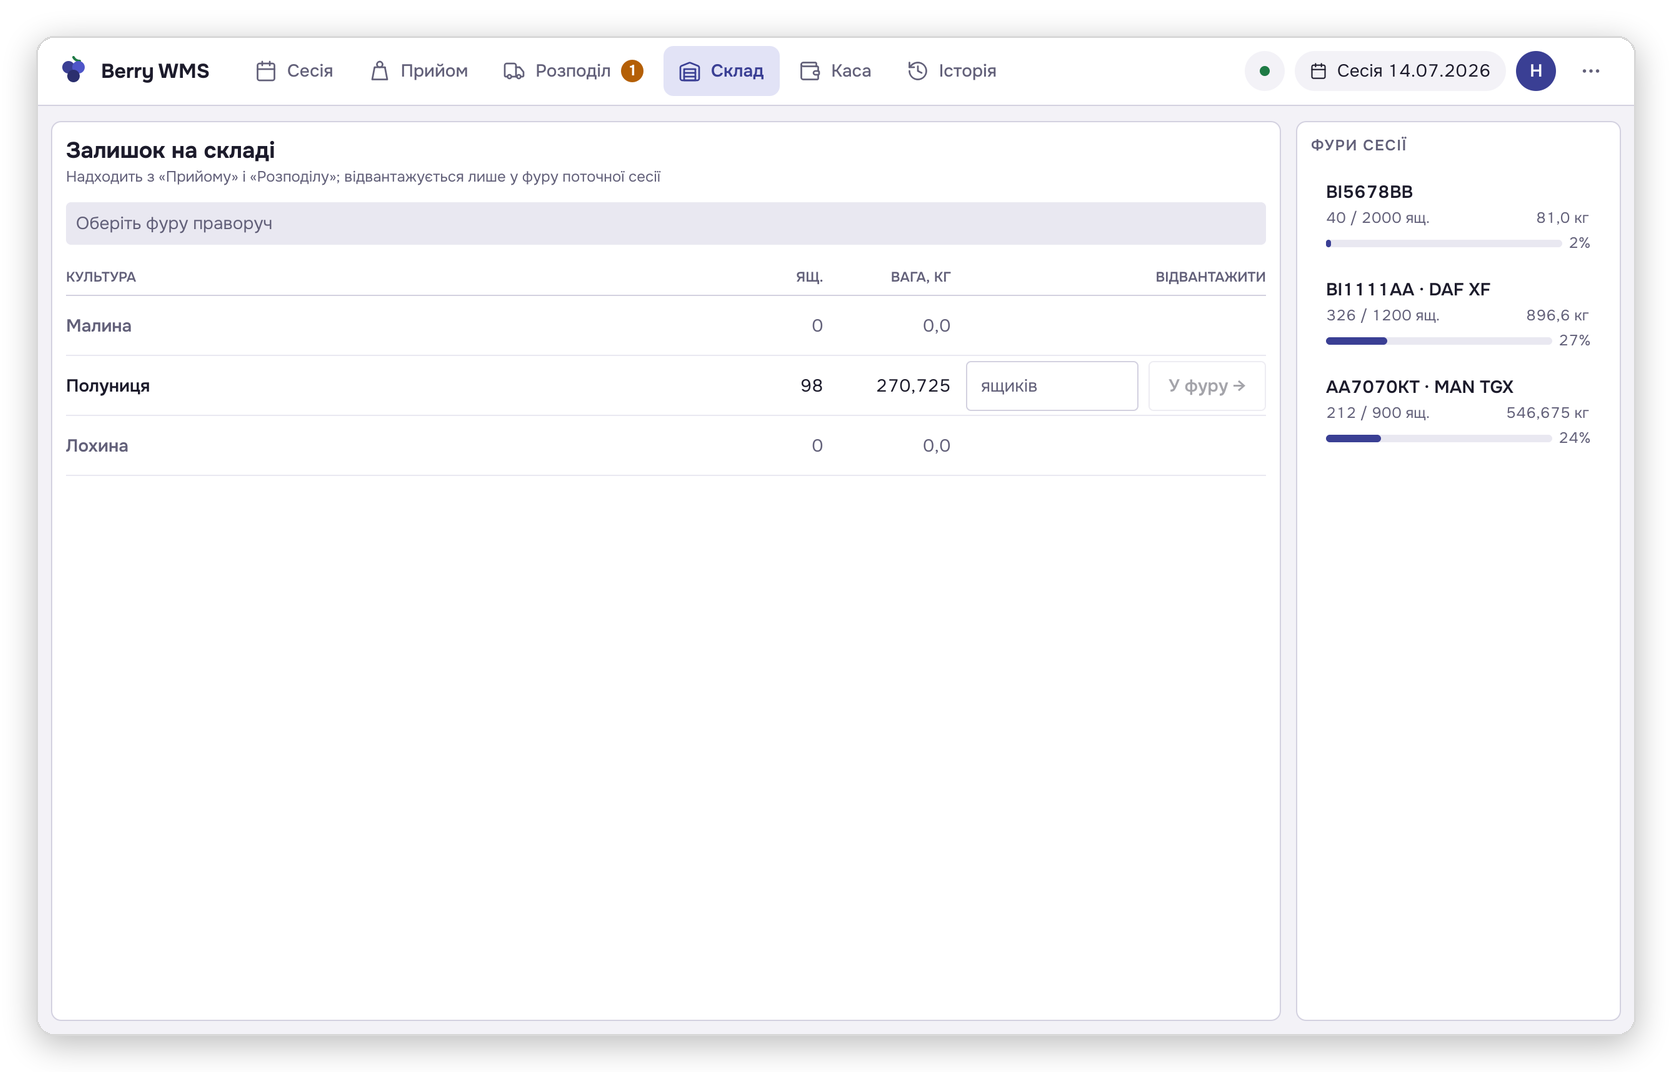 Berry WMS
Сесія
Прийом
Розподіл 1
Склад
Каса
Історія
Сесія 14.07.2026
Н
Залишок на складі
Надходить з «Прийому» і «Розподілу»; відвантажується лише у фуру поточної сесії
Оберіть фуру праворуч
КУЛЬТУРА ЯЩ. ВАГА, КГ ВІДВАНТАЖИТИ
Малина 0 0,0
Полуниця 98 270,725 ящиків У фуру →
Лохина 0 0,0
ФУРИ СЕСІЇ
BI5678BB
40 / 2000 ящ. 81,0 кг
2%
BI1111AA · DAF XF
326 / 1200 ящ. 896,6 кг
27%
AA7070KT · MAN TGX
212 / 900 ящ. 546,675 кг
24%